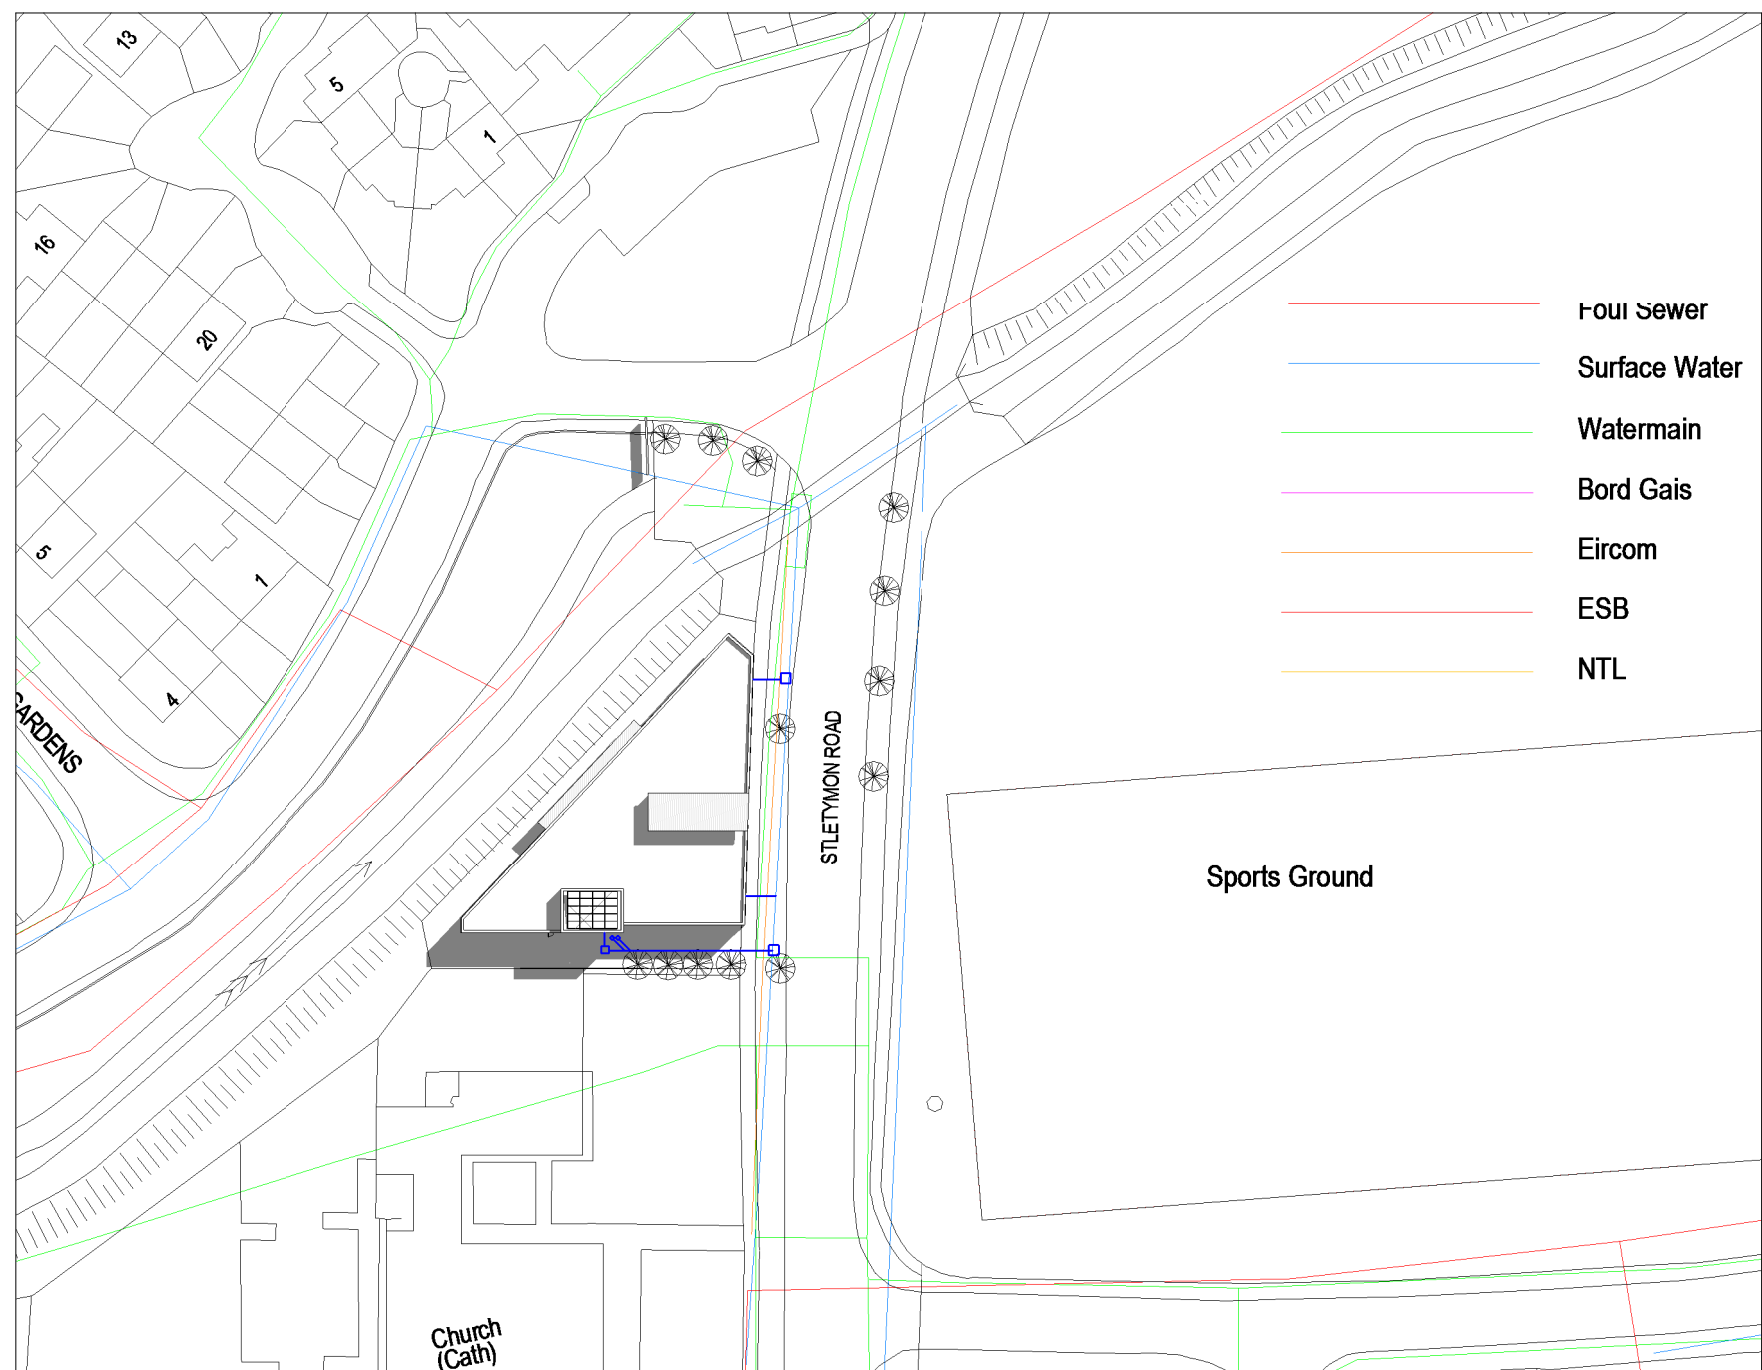 13
5
1
16
20
5
1
4
GARDENS
STLETYMON ROAD
Foul Sewer
Surface Water
Watermain
Bord Gais
Eircom
ESB
NTL
Sports Ground
Church
(Cath)